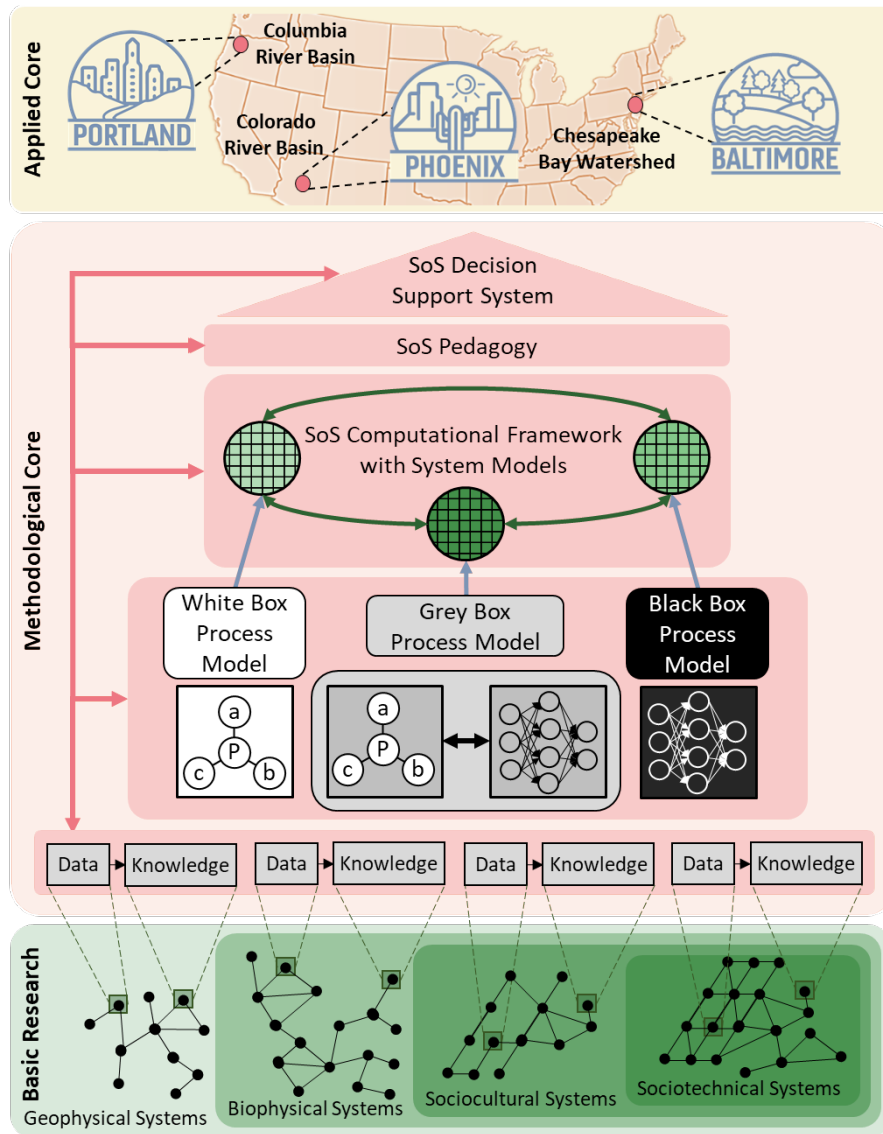 Applied Core
Columbia
River Basin
PORTLAND
Colorado
River Basin
PHOENIX
Chesapeake
Bay Watershed
BALTIMORE
Methodological Core
SoS Decision
Support System
SoS Pedagogy
SoS Computational Framework
with System Models
White Box
Process
Model
Grey Box
Process Model
Black Box
Process
Model
a
P
c
b
a
P
c
b
Data
Knowledge
Data
Knowledge
Data
Knowledge
Data
Knowledge
Basic Research
Geophysical Systems
Biophysical Systems
Sociocultural Systems
Sociotechnical Systems